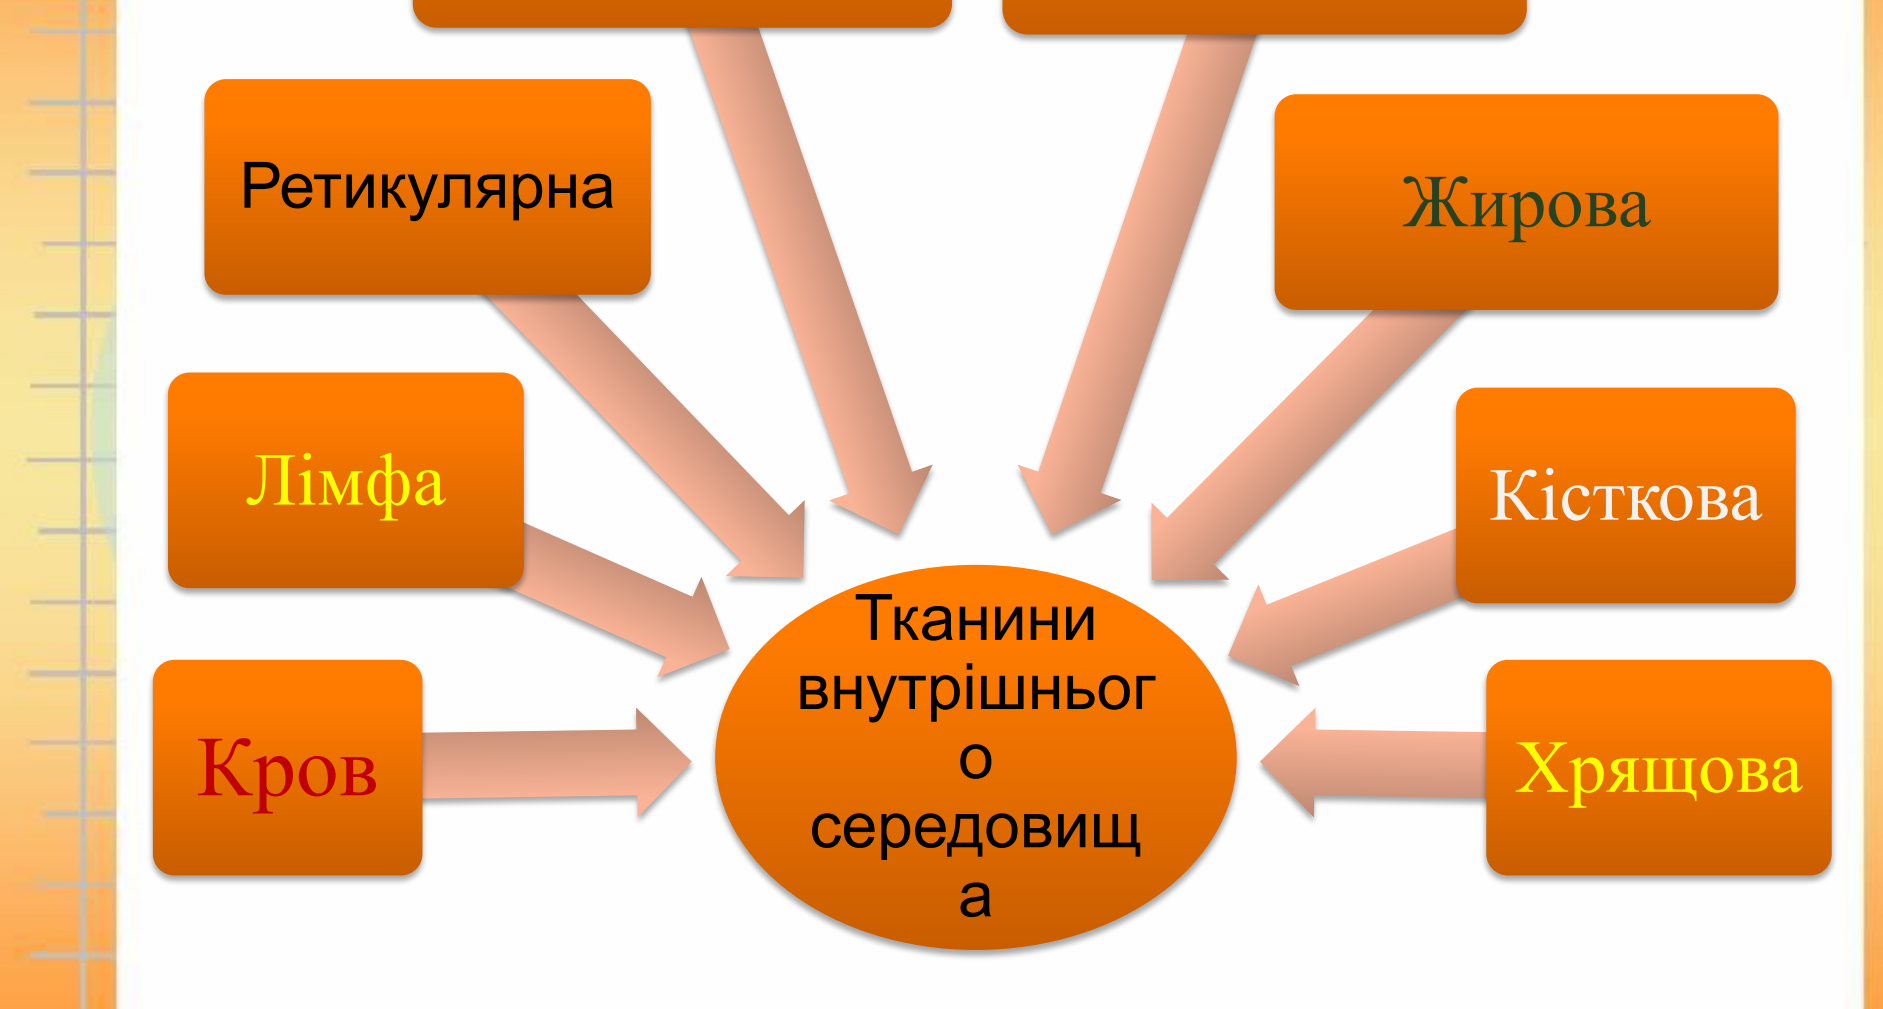 Ретикулярна
Жирова
Лімфа
Кісткова
Тканини
внутрішньог
о
середовищ
а
Кров
Хрящова